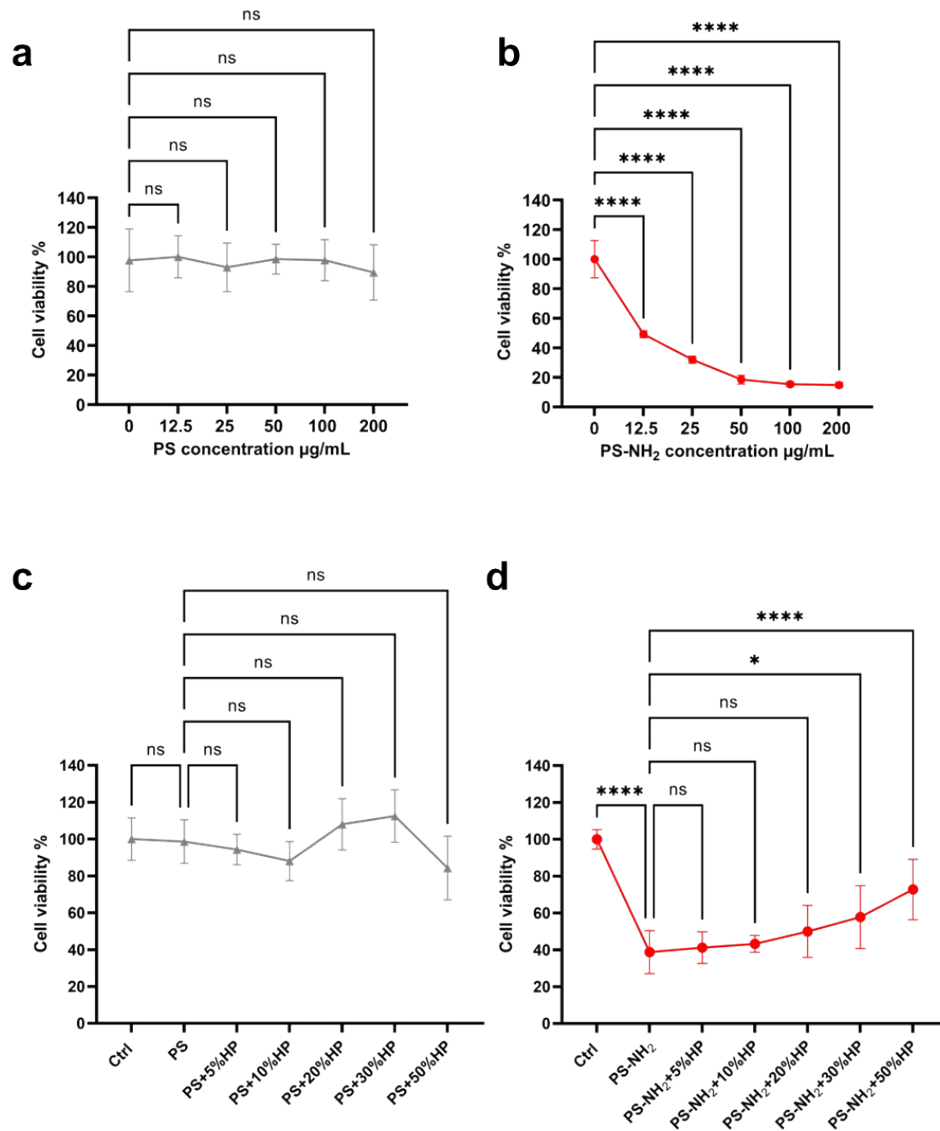 a
ns
ns
ns
ns
ns
140
120
100
80
60
40
20
0
Cell viability %
0 12.5 25 50 100 200
PS concentration µg/mL
b
****
****
****
****
****
140
120
100
80
60
40
20
0
Cell viability %
0 12.5 25 50 100 200
PS-NH₂ concentration µg/mL
c
ns
ns
ns
ns
ns ns
140
120
100
80
60
40
20
0
Cell viability %
Ctrl
PS
PS+5%HP
PS+10%HP
PS+20%HP
PS+30%HP
PS+50%HP
d
****
*
ns
ns
**** ns
140
120
100
80
60
40
20
0
Cell viability %
Ctrl
PS-NH₂
PS-NH₂+5%HP
PS-NH₂+10%HP
PS-NH₂+20%HP
PS-NH₂+30%HP
PS-NH₂+50%HP